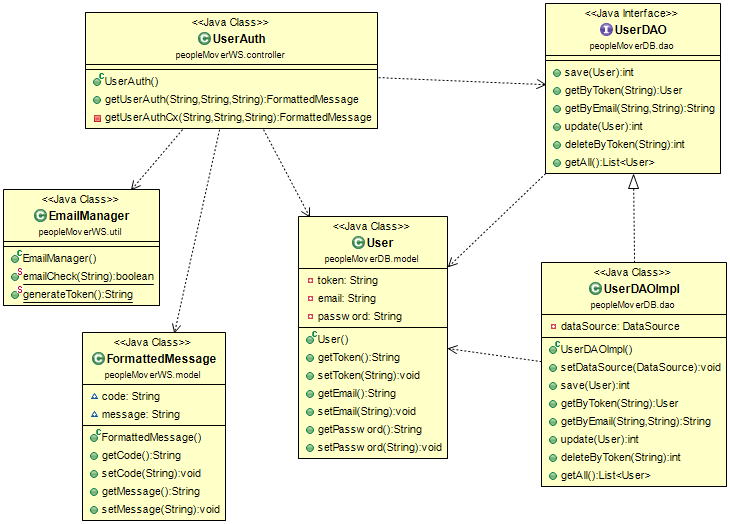 <<Java Class>>
UserAuth
peopleMoverWS.controller
UserAuth()
getUserAuth(String,String,String):FormattedMessage
getUserAuthCx(String,String,String):FormattedMessage
<<Java Interface>>
UserDAO
peopleMoverDB.dao
save(User):int
getByToken(String):User
getByEmail(String,String):String
update(User):int
deleteByToken(String):int
getAll():List<User>
<<Java Class>>
EmailManager
peopleMoverWS.util
EmailManager()
emailCheck(String):boolean
generateToken():String
<<Java Class>>
User
peopleMoverDB.model
token: String
email: String
password: String
User()
getToken():String
setToken(String):void
getEmail():String
setEmail(String):void
getPassword():String
setPassword(String):void
<<Java Class>>
UserDAOImpl
peopleMoverDB.dao
dataSource: DataSource
UserDAOImpl()
setDataSource(DataSource):void
save(User):int
getByToken(String):User
getByEmail(String,String):String
update(User):int
deleteByToken(String):int
getAll():List<User>
<<Java Class>>
FormattedMessage
peopleMoverWS.model
code: String
message: String
FormattedMessage()
getCode():String
setCode(String):void
getMessage():String
setMessage(String):void